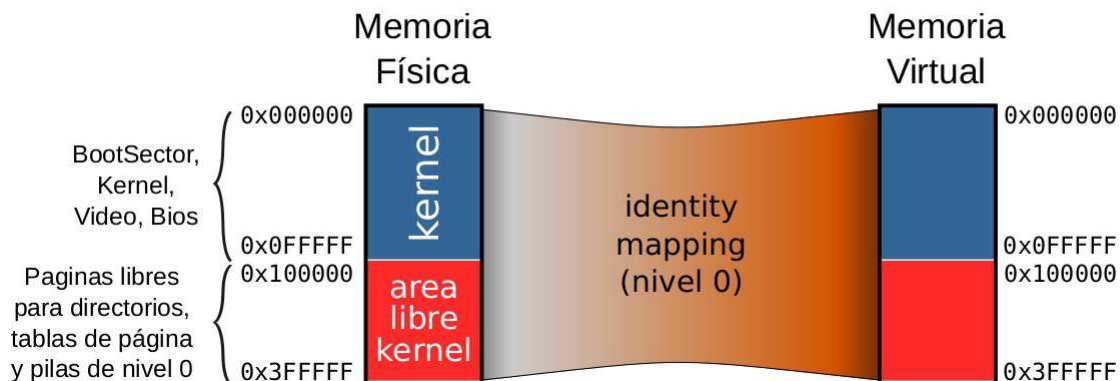 Memoria
Física
Memoria
Virtual
0x000000
0x000000
BootSector,
Kernel,
Video, Bios
kernel
identity
mapping
(nivel 0)
0x0FFFFF
0x0FFFFF
0x100000
0x100000
Paginas libres
para directorios,
tablas de página
y pilas de nivel 0
area
libre
kernel
0x3FFFFF
0x3FFFFF